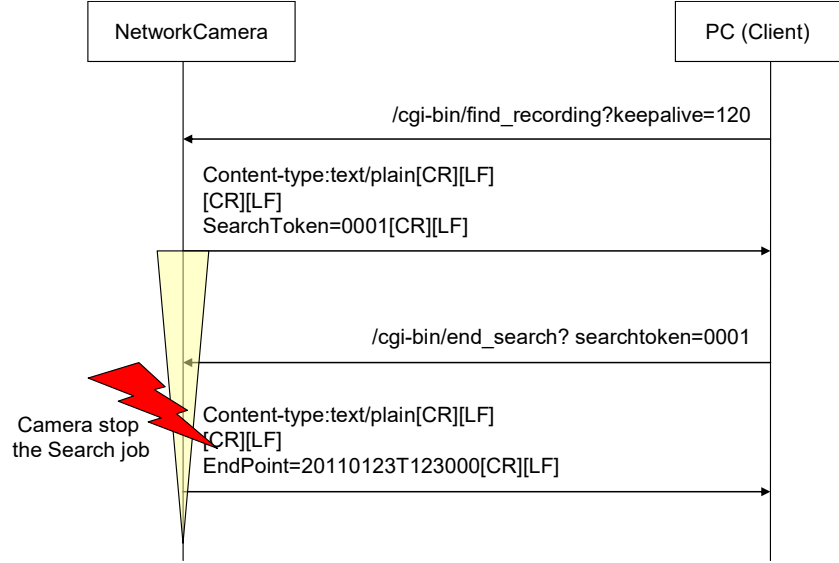 NetworkCamera
PC (Client)
/cgi-bin/find_recording?keepalive=120
Content-type:text/plain[CR][LF]
[CR][LF]
SearchToken=0001[CR][LF]
/cgi-bin/end_search? searchtoken=0001
Camera stop
the Search job
Content-type:text/plain[CR][LF]
[CR][LF]
EndPoint=20110123T123000[CR][LF]